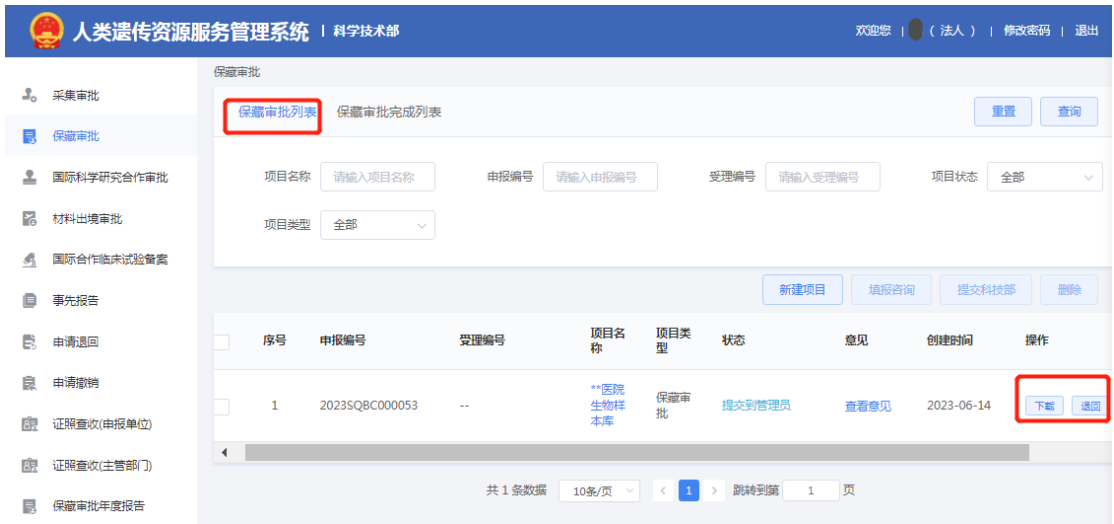 人类遗传资源服务管理系统 | 科学技术部 欢迎您 | （法人） | 修改密码 | 退出
采集审批
保藏审批
国际科学研究合作审批
材料出境审批
国际合作临床试验备案
事先报告
申请退回
申请撤销
证照查收(申报单位)
证照查收(主管部门)
保藏审批年度报告
保藏审批
保藏审批列表 保藏审批完成列表 重置 查询
项目名称 请输入项目名称 申报编号 请输入申报编号 受理编号 请输入受理编号 项目状态 全部
项目类型 全部
新建项目 填报咨询 提交科技部 删除
序号 申报编号 受理编号 项目名称 项目类型 状态 意见 创建时间 操作
1 2023SQBC000053 -- **医院生物样本库 保藏审批 提交到管理员 查看意见 2023-06-14 下载 退回
共 1 条数据 10条/页 < 1 > 跳转到第 1 页